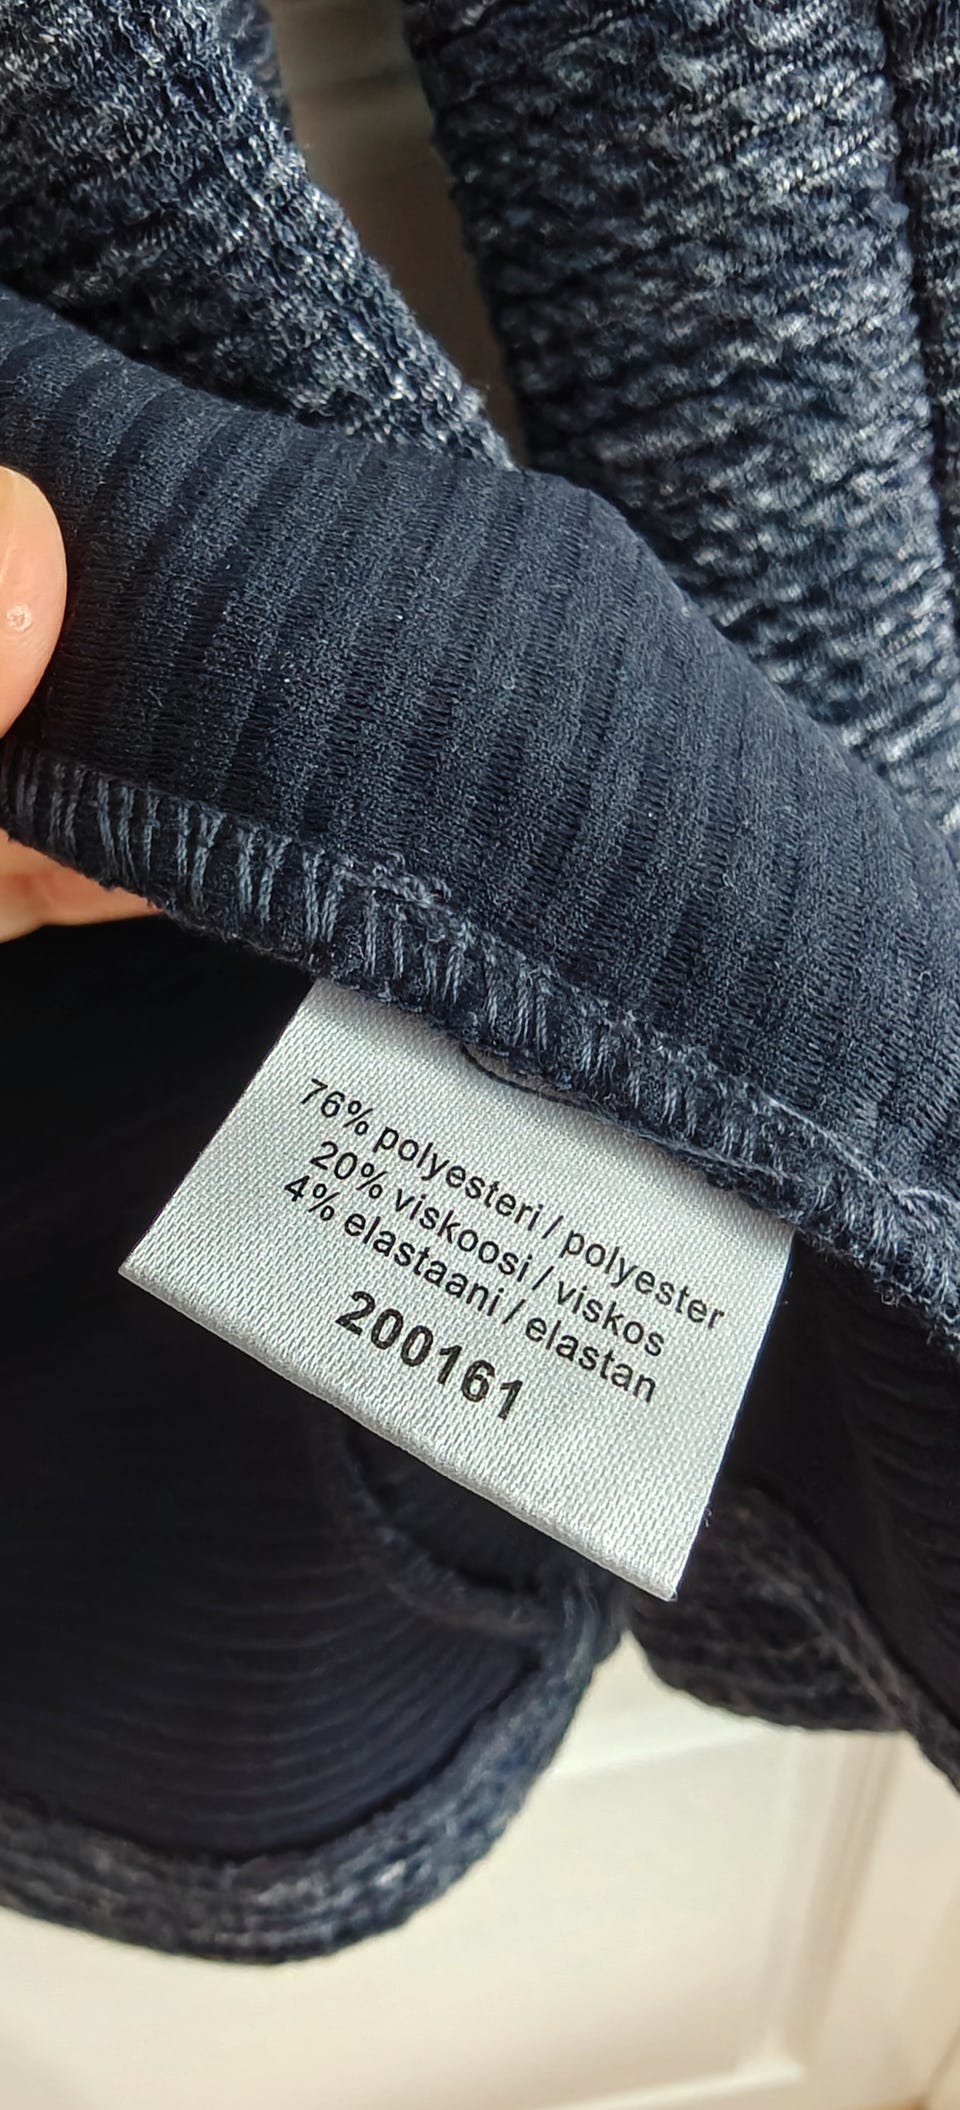 76% polyesteri / polyester
20% viskoosi / viskos
4% elastaani / elastan
200161